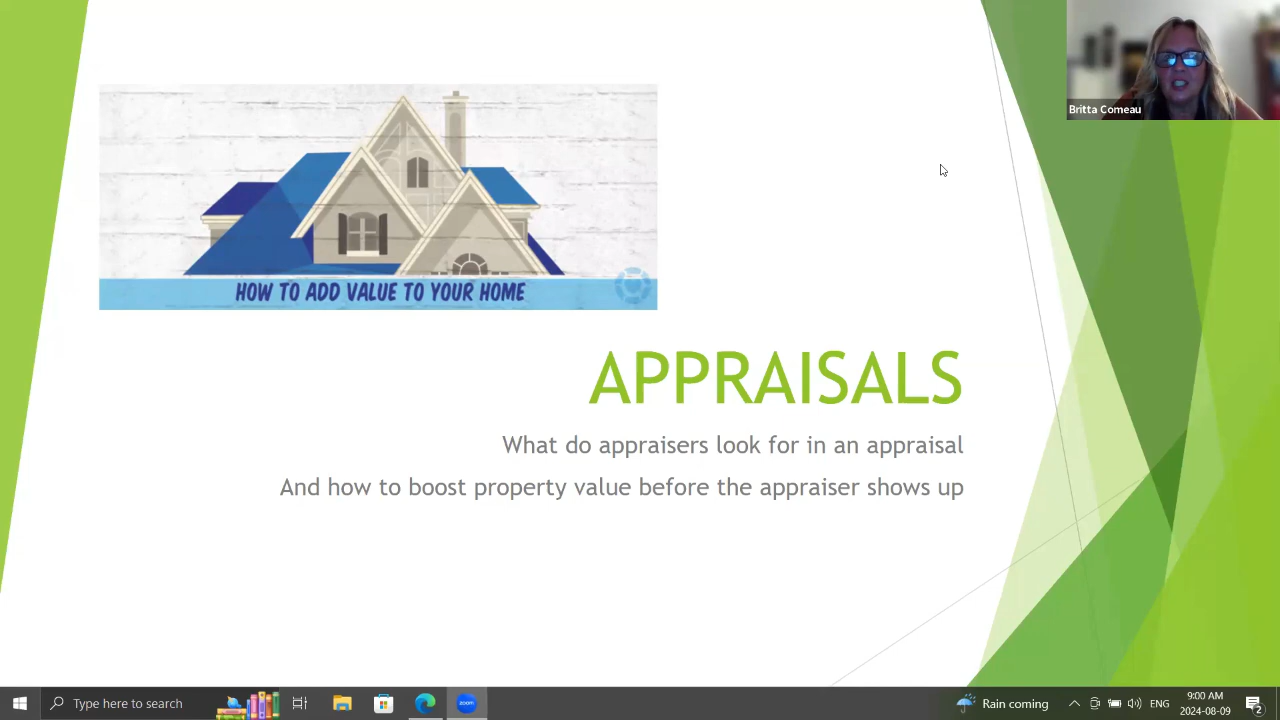 Britta Comeau
HOW TO ADD VALUE TO YOUR HOME
APPRAISALS
What do appraisers look for in an appraisal
And how to boost property value before the appraiser shows up
Type here to search
zoom
Rain coming
ENG
9:00 AM
2024-08-09
2